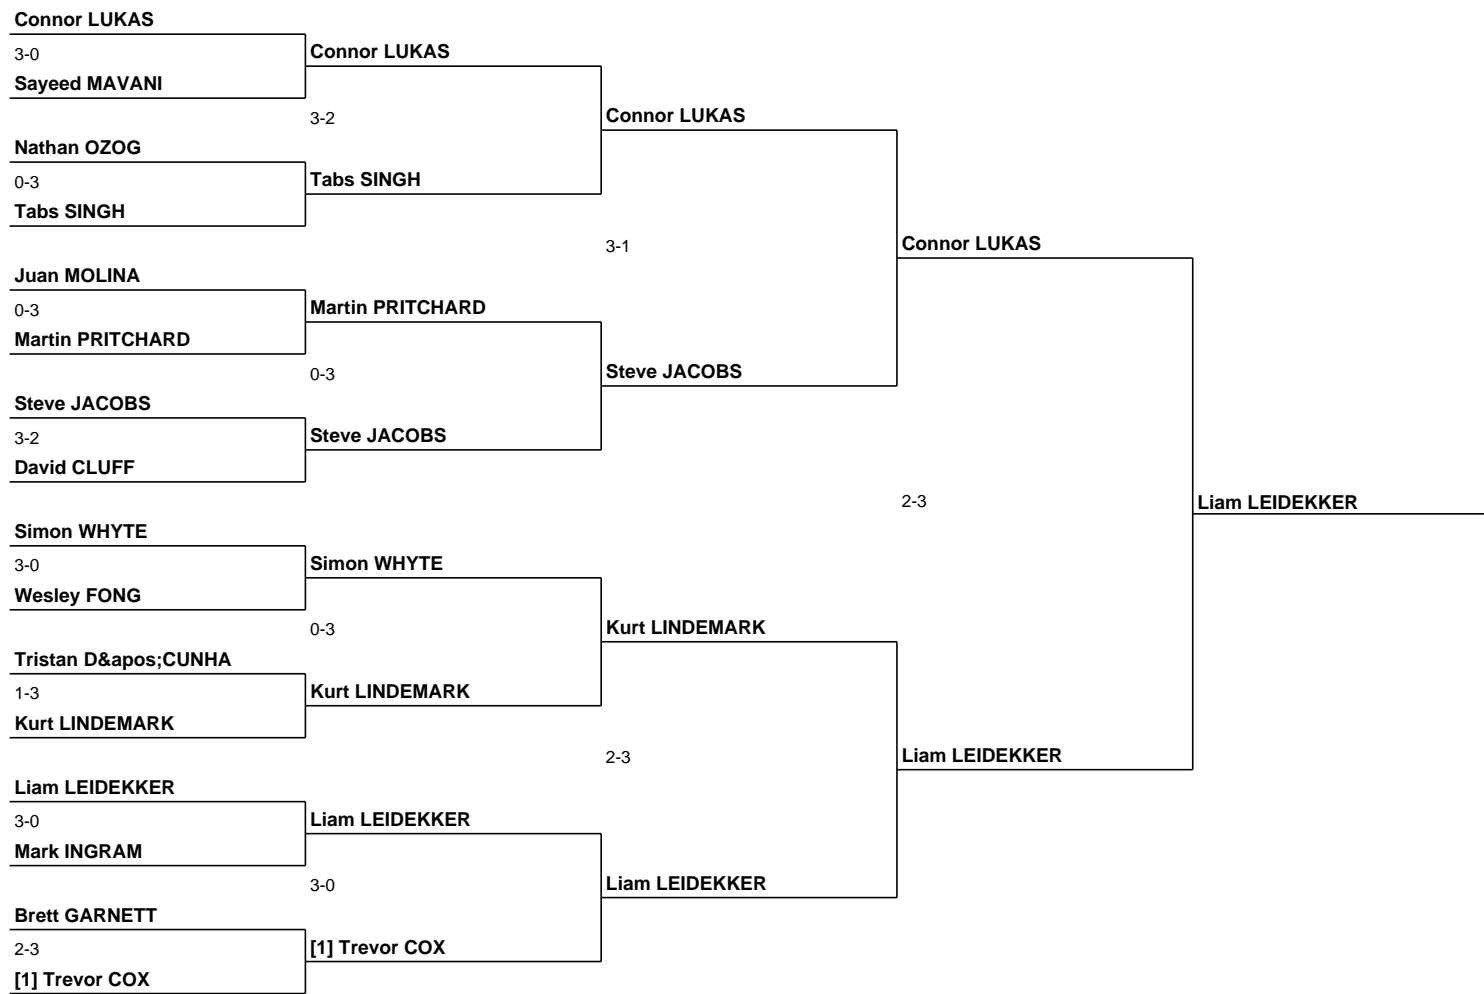 Connor LUKAS
3-0
Sayeed MAVANI
Nathan OZOG
0-3
Tabs SINGH
Juan MOLINA
0-3
Martin PRITCHARD
Steve JACOBS
3-2
David CLUFF
Simon WHYTE
3-0
Wesley FONG
Tristan D&apos;CUNHA
1-3
Kurt LINDEMARK
Liam LEIDEKKER
3-0
Mark INGRAM
Brett GARNETT
2-3
[1] Trevor COX
Connor LUKAS
3-2
Tabs SINGH
Martin PRITCHARD
0-3
Steve JACOBS
Simon WHYTE
0-3
Kurt LINDEMARK
Liam LEIDEKKER
3-0
[1] Trevor COX
Connor LUKAS
3-1
Steve JACOBS
Kurt LINDEMARK
2-3
Liam LEIDEKKER
Connor LUKAS
2-3
Liam LEIDEKKER
Liam LEIDEKKER